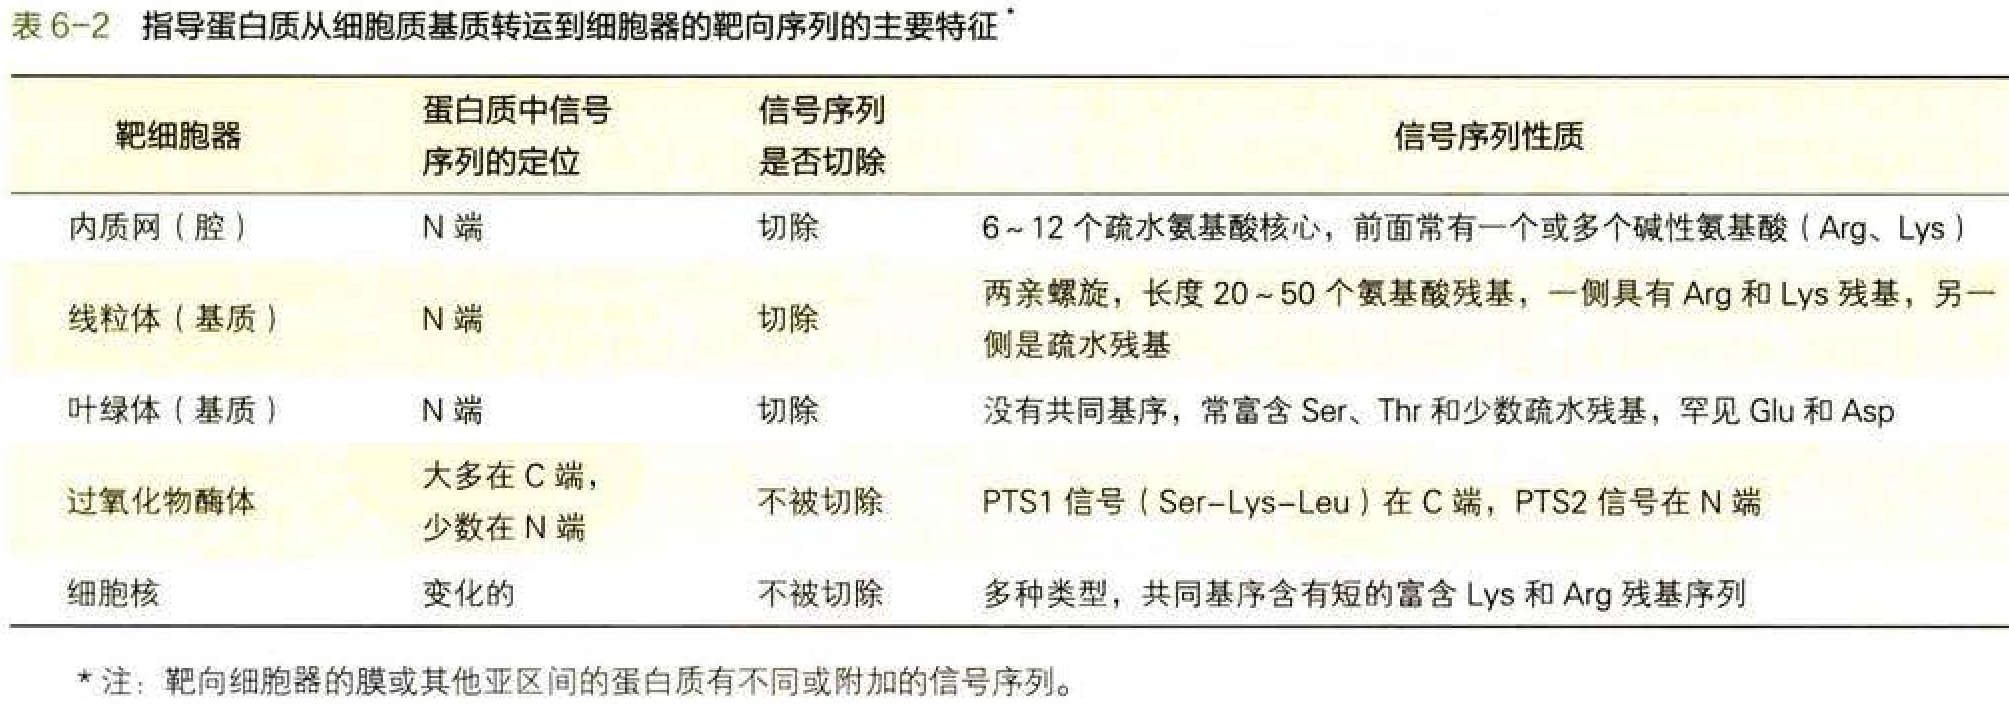 表 6-2 指导蛋白质从细胞质基质转运到细胞器的靶向序列的主要特征*
靶细胞器 蛋白质中信号序列的定位 信号序列是否切除 信号序列性质
内质网（腔） N 端 切除 6~12 个疏水氨基酸核心，前面常有一个或多个碱性氨基酸（Arg、Lys）
线粒体（基质） N 端 切除 两亲螺旋，长度 20~50 个氨基酸残基，一侧具有 Arg 和 Lys 残基，另一
侧是疏水残基
叶绿体（基质） N 端 切除 没有共同基序，常富含 Ser、Thr 和少数疏水残基，罕见 Glu 和 Asp
过氧化物酶体 大多在 C 端，少数在 N 端 不被切除 PTS1 信号（Ser-Lys-Leu）在 C 端，PTS2 信号在 N 端
细胞核 变化的 不被切除 多种类型，共同基序含有短的富含 Lys 和 Arg 残基序列
*注：靶向细胞器的膜或其他亚区间的蛋白质有不同或附加的信号序列。